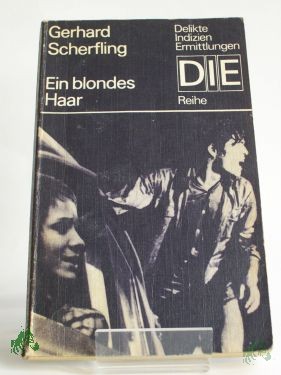 Gerhard
Scherfling
Ein blondes
Haar
Delikte
Indizien
Ermittlungen
DIE
Reihe